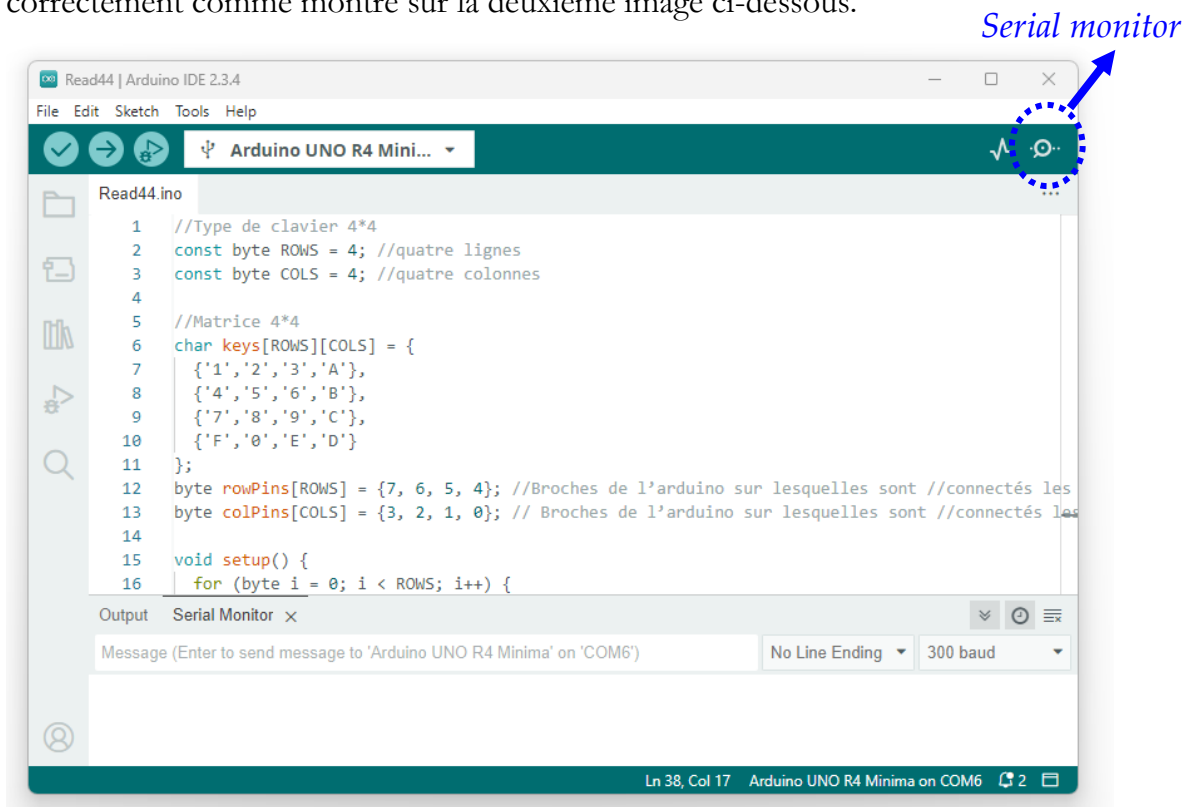 correctement comme montré sur la deuxième image ci-dessous.
Serial monitor
Read44 | Arduino IDE 2.3.4
File Edit Sketch Tools Help
Arduino UNO R4 Mini...
Read44.ino
1 //Type de clavier 4*4
2 const byte ROWS = 4; //quatre lignes
3 const byte COLS = 4; //quatre colonnes
4
5 //Matrice 4*4
6 char keys[ROWS][COLS] = {
7 {'1','2','3','A'},
8 {'4','5','6','B'},
9 {'7','8','9','C'},
10 {'F','0','E','D'}
11 };
12 byte rowPins[ROWS] = {7, 6, 5, 4}; //Broches de l’arduino sur lesquelles sont //connectés les
13 byte colPins[COLS] = {3, 2, 1, 0}; // Broches de l’arduino sur lesquelles sont //connectés les
14
15 void setup() {
16 for (byte i = 0; i < ROWS; i++) {
Output Serial Monitor
Message (Enter to send message to 'Arduino UNO R4 Minima' on 'COM6')
No Line Ending
300 baud
Ln 38, Col 17 Arduino UNO R4 Minima on COM6 2